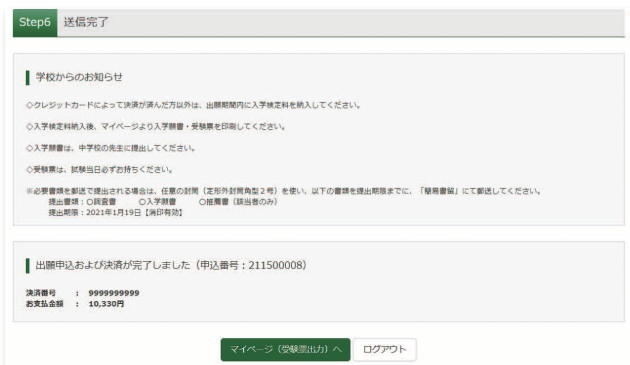 Step6 送信完了
学校からのお知らせ
◇クレジットカードによって決済が済んだ方以外は、出願期間内に入学検定料を納入してください。
◇入学検定料納入後、マイページより入学願書・受験票を印刷してください。
◇入学願書は、中学校の先生に提出してください。
◇受験票は、試験当日必ずお持ちください。
※必要書類を郵送で提出される場合は、任意の封筒（定形外封筒角型２号）を使い、以下の書類を提出期限までに、「簡易書留」にて郵送してください。
提出書類：○調査書 ○入学願書 ○推薦書（該当者のみ）
提出期限：2021年1月19日【消印有効】
出願申込および決済が完了しました（申込番号：211500008）
決済番号 ： 9999999999
お支払金額 ： 10,330円
マイページ（受験票出力）へ ログアウト